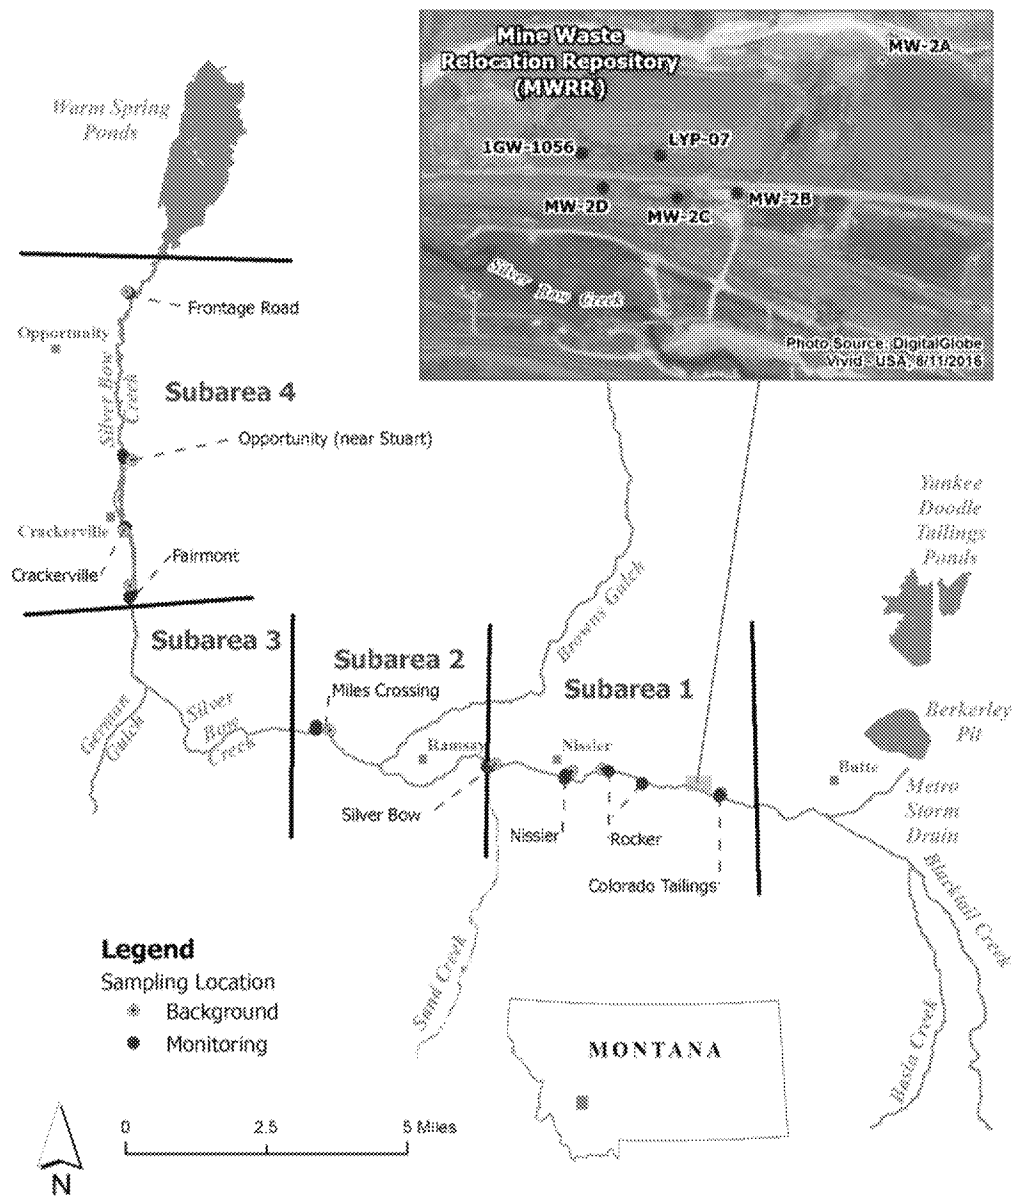 Mine Waste
Relocation Repository
(MWRR)
MW-2A
1GW-1056
LYP-07
MW-2D
MW-2C
MW-2B
Silver Bow Creek
Photo Source: DigitalGlobe
Vivid - USA, 8/11/2016
Warm Spring
Ponds
Frontage Road
Opportunity
Silver Bow
Creek
Subarea 4
Opportunity (near Stuart)
Crackerville
Crackerville
Fairmont
Yankee
Doodle
Tailings
Ponds
Browns Gulch
Subarea 3
Subarea 2
Subarea 1
Miles Crossing
German
Gulch
Silver
Bow
Creek
Ramsay
Nissler
Berkerley
Pit
Butte
Metro
Storm
Drain
Silver Bow
Nissler
Rocker
Colorado Tailings
Blacktail Creek
Sand Creek
Basin Creek
Legend
Sampling Location
Background
Monitoring
MONTANA
0 2.5 5 Miles
N